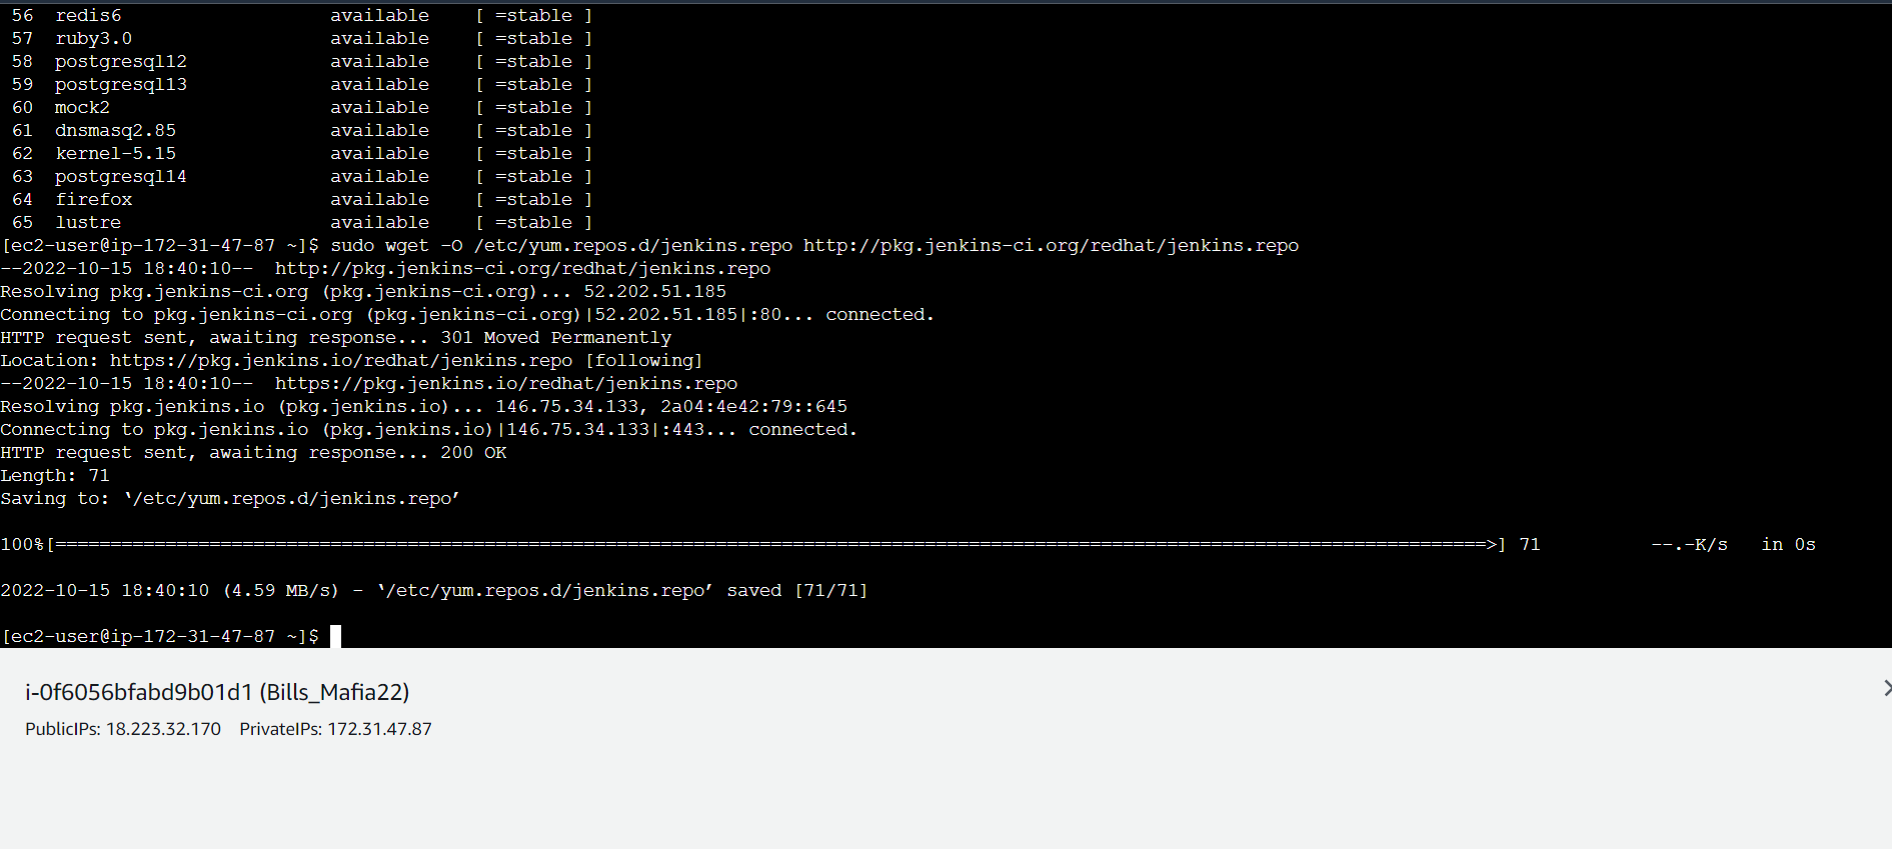 56 redis6 available [ =stable ]
57 ruby3.0 available [ =stable ]
58 postgresql12 available [ =stable ]
59 postgresql13 available [ =stable ]
60 mock2 available [ =stable ]
61 dnsmasq2.85 available [ =stable ]
62 kernel-5.15 available [ =stable ]
63 postgresql14 available [ =stable ]
64 firefox available [ =stable ]
65 lustre available [ =stable ]
[ec2-user@ip-172-31-47-87 ~]$ sudo wget -O /etc/yum.repos.d/jenkins.repo http://pkg.jenkins-ci.org/redhat/jenkins.repo
--2022-10-15 18:40:10-- http://pkg.jenkins-ci.org/redhat/jenkins.repo
Resolving pkg.jenkins-ci.org (pkg.jenkins-ci.org)... 52.202.51.185
Connecting to pkg.jenkins-ci.org (pkg.jenkins-ci.org)|52.202.51.185|:80... connected.
HTTP request sent, awaiting response... 301 Moved Permanently
Location: https://pkg.jenkins.io/redhat/jenkins.repo [following]
--2022-10-15 18:40:10-- https://pkg.jenkins.io/redhat/jenkins.repo
Resolving pkg.jenkins.io (pkg.jenkins.io)... 146.75.34.133, 2a04:4e42:79::645
Connecting to pkg.jenkins.io (pkg.jenkins.io)|146.75.34.133|:443... connected.
HTTP request sent, awaiting response... 200 OK
Length: 71
Saving to: ‘/etc/yum.repos.d/jenkins.repo’
100%[==================================================================================================================================>] 71 --.-K/s in 0s
2022-10-15 18:40:10 (4.59 MB/s) - ‘/etc/yum.repos.d/jenkins.repo’ saved [71/71]
[ec2-user@ip-172-31-47-87 ~]$
i-0f6056bfabd9b01d1 (Bills_Mafia22)
PublicIPs: 18.223.32.170 PrivateIPs: 172.31.47.87